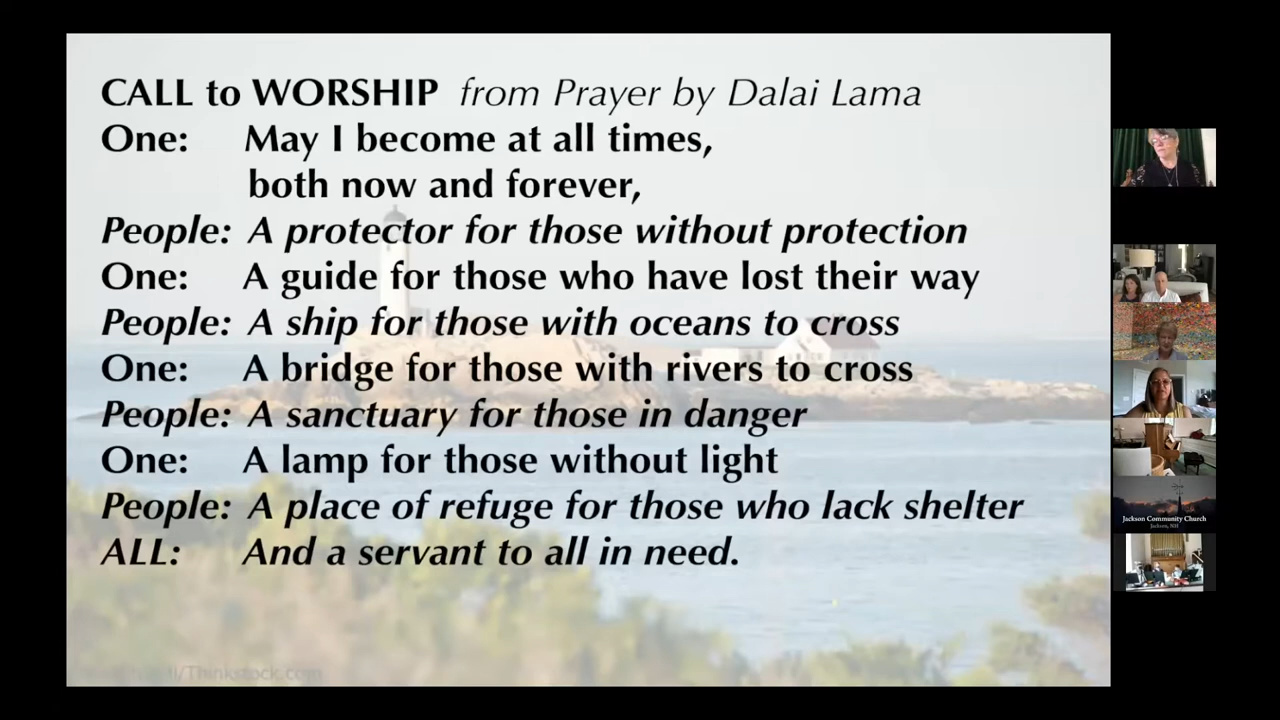 CALL to WORSHIP from Prayer by Dalai Lama
One: May I become at all times,
both now and forever,
People: A protector for those without protection
One: A guide for those who have lost their way
People: A ship for those with oceans to cross
One: A bridge for those with rivers to cross
People: A sanctuary for those in danger
One: A lamp for those without light
People: A place of refuge for those who lack shelter
ALL: And a servant to all in need.
/Thinkstock.com
Jackson Community Church
Jackson, NH